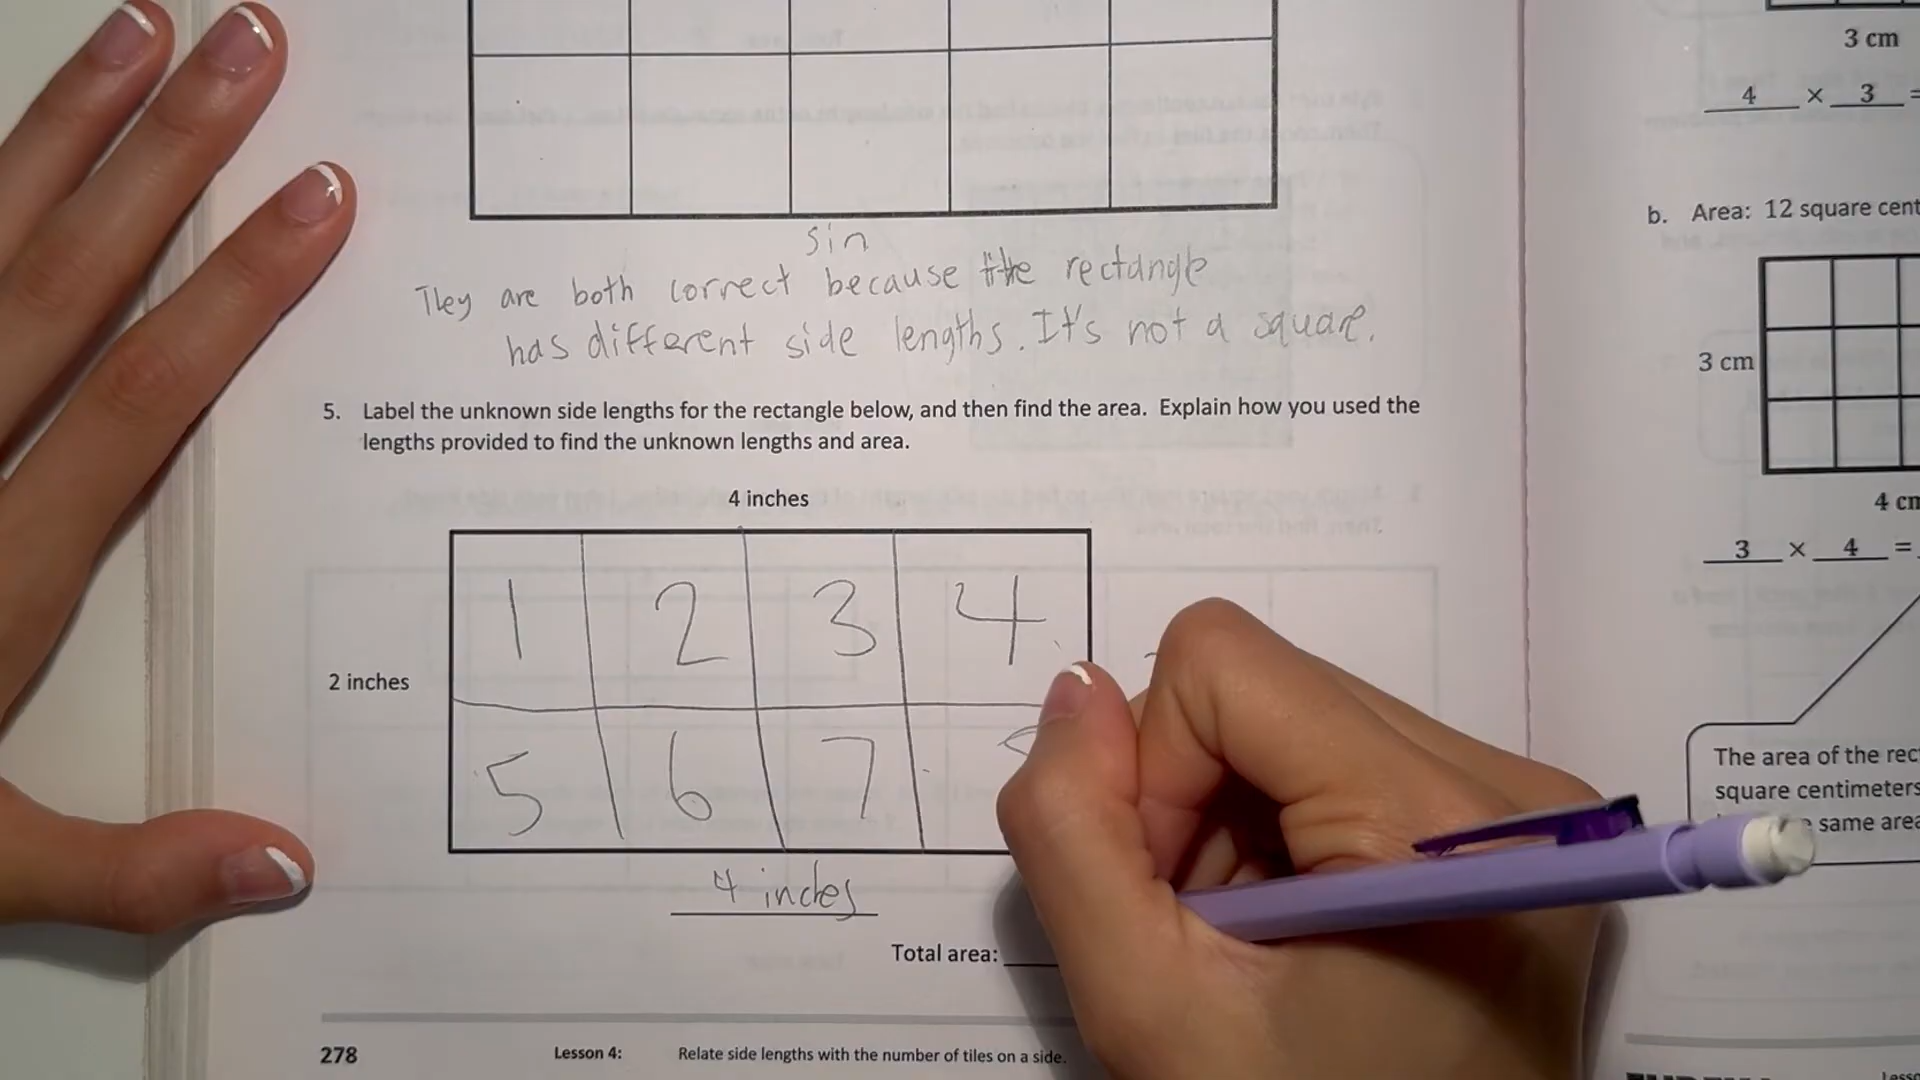 sin
They are both correct because the rectangle
has different side lengths. It's not a square.
5. Label the unknown side lengths for the rectangle below, and then find the area. Explain how you used the
lengths provided to find the unknown lengths and area.
4 inches
1 2 3 4
2 inches
5 6 7
4 inches
Total area:
278 Lesson 4: Relate side lengths with the number of tiles on a side.
3 cm
4 × 3 =
b. Area: 12 square cent
3 cm
4 cm
3 × 4 =
The area of the rec
square centimeters
same area